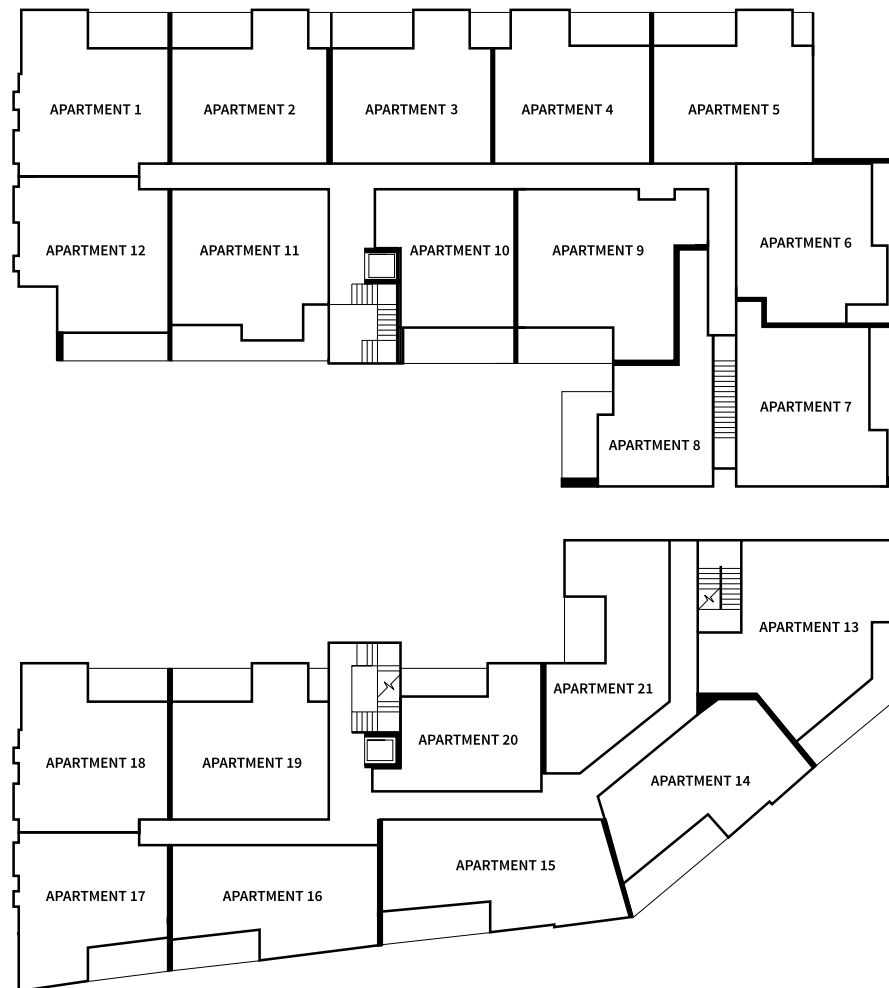 APARTMENT 1
APARTMENT 2
APARTMENT 3
APARTMENT 4
APARTMENT 5
APARTMENT 12
APARTMENT 11
APARTMENT 10
APARTMENT 9
APARTMENT 6
APARTMENT 7
APARTMENT 8
APARTMENT 13
APARTMENT 21
APARTMENT 18
APARTMENT 19
APARTMENT 20
APARTMENT 14
APARTMENT 15
APARTMENT 17
APARTMENT 16